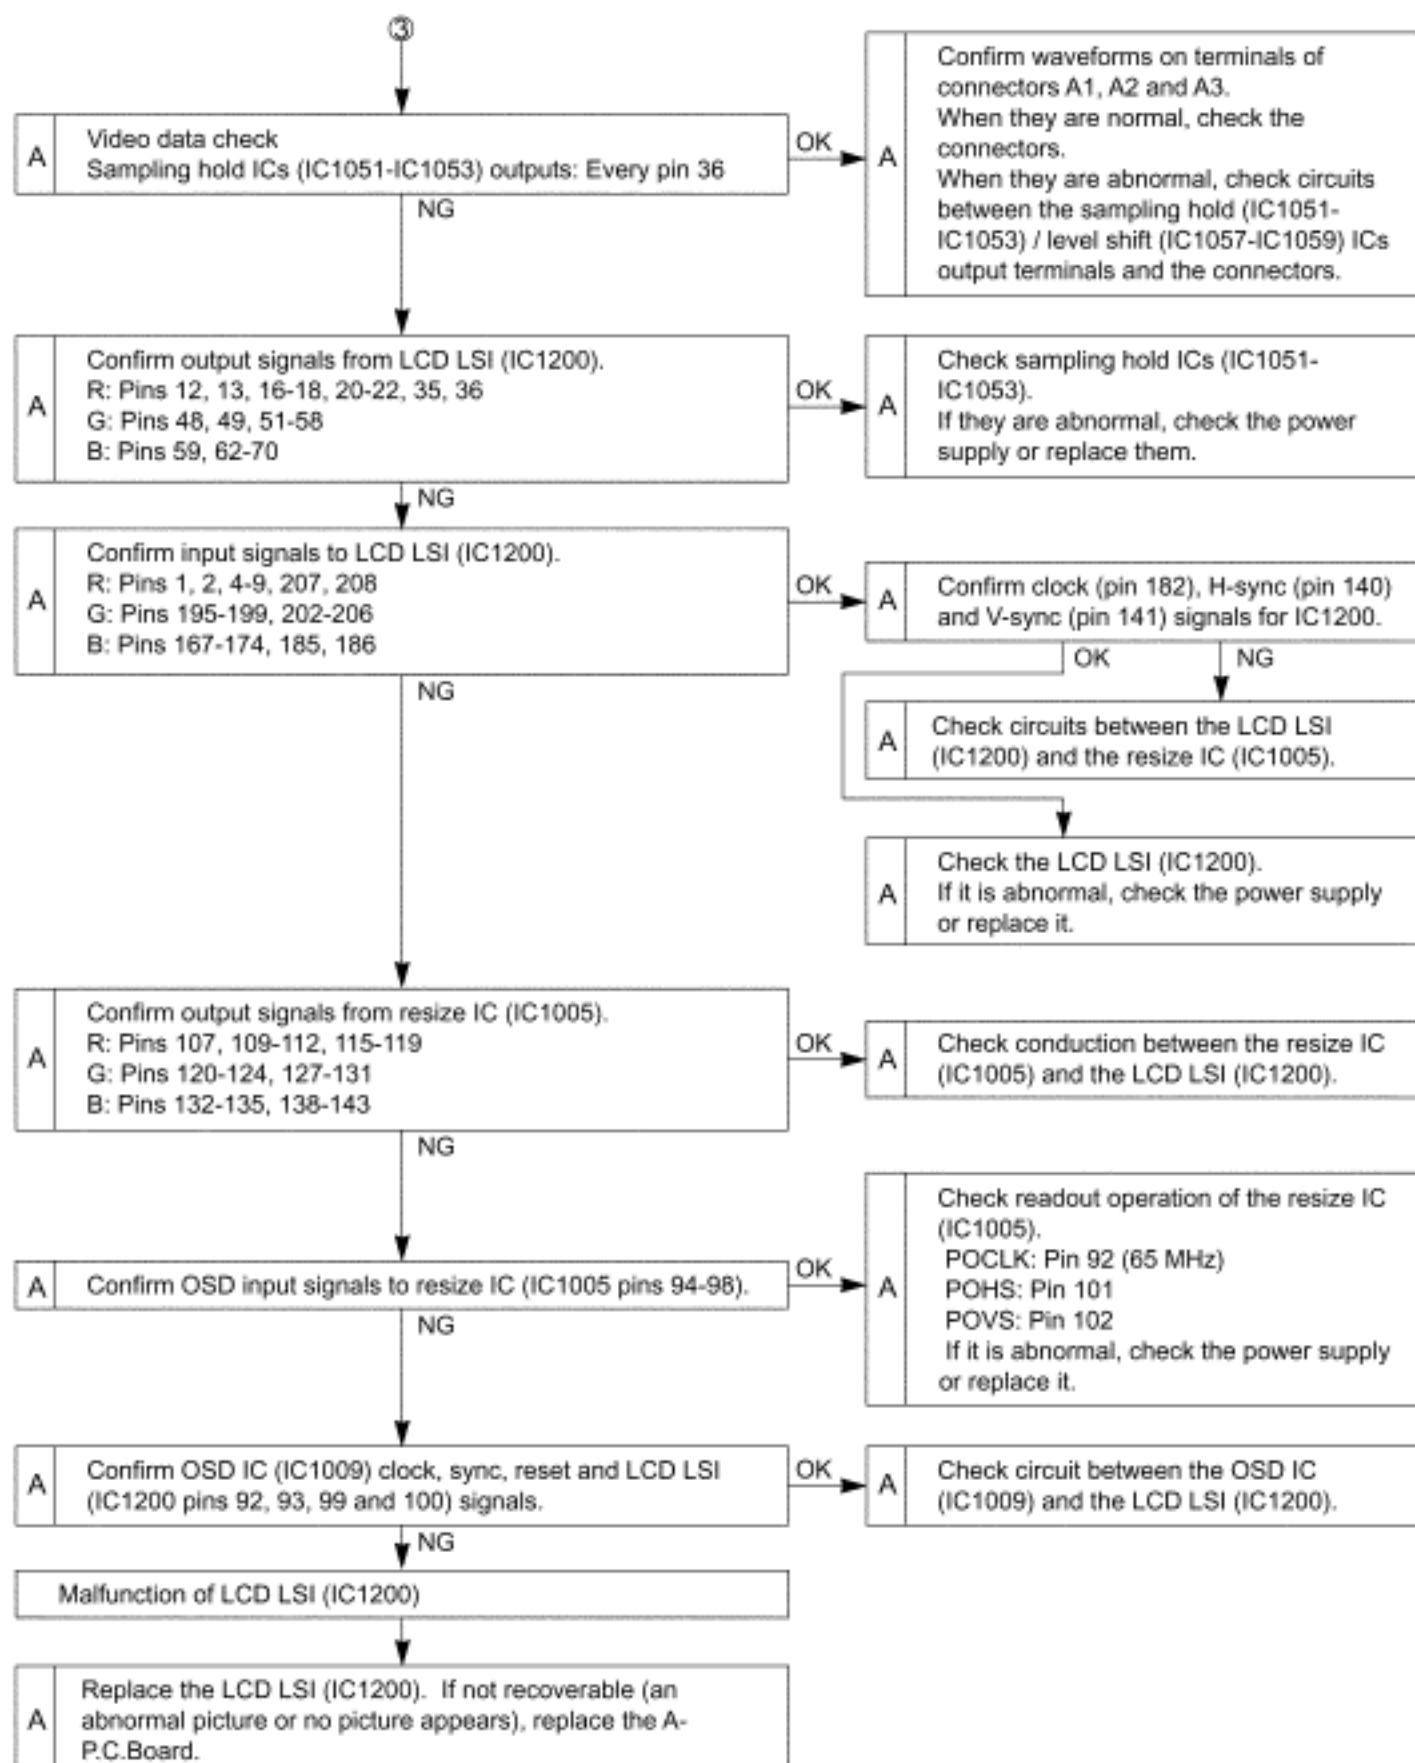 ③
A
Video data check
Sampling hold ICs (IC1051-IC1053) outputs: Every pin 36
OK
A
Confirm waveforms on terminals of
connectors A1, A2 and A3.
When they are normal, check the
connectors.
When they are abnormal, check circuits
between the sampling hold (IC1051-
IC1053) / level shift (IC1057-IC1059) ICs
output terminals and the connectors.
NG
A
Confirm output signals from LCD LSI (IC1200).
R: Pins 12, 13, 16-18, 20-22, 35, 36
G: Pins 48, 49, 51-58
B: Pins 59, 62-70
OK
A
Check sampling hold ICs (IC1051-
IC1053).
If they are abnormal, check the power
supply or replace them.
NG
A
Confirm input signals to LCD LSI (IC1200).
R: Pins 1, 2, 4-9, 207, 208
G: Pins 195-199, 202-206
B: Pins 167-174, 185, 186
OK
A
Confirm clock (pin 182), H-sync (pin 140)
and V-sync (pin 141) signals for IC1200.
OK
NG
NG
A
Check circuits between the LCD LSI
(IC1200) and the resize IC (IC1005).
A
Check the LCD LSI (IC1200).
If it is abnormal, check the power supply
or replace it.
A
Confirm output signals from resize IC (IC1005).
R: Pins 107, 109-112, 115-119
G: Pins 120-124, 127-131
B: Pins 132-135, 138-143
OK
A
Check conduction between the resize IC
(IC1005) and the LCD LSI (IC1200).
NG
A
Confirm OSD input signals to resize IC (IC1005 pins 94-98).
OK
A
Check readout operation of the resize IC
(IC1005).
POCLK: Pin 92 (65 MHz)
POHS: Pin 101
POVS: Pin 102
If it is abnormal, check the power supply
or replace it.
NG
A
Confirm OSD IC (IC1009) clock, sync, reset and LCD LSI
(IC1200 pins 92, 93, 99 and 100) signals.
OK
A
Check circuit between the OSD IC
(IC1009) and the LCD LSI (IC1200).
NG
Malfunction of LCD LSI (IC1200)
A
Replace the LCD LSI (IC1200).  If not recoverable (an
abnormal picture or no picture appears), replace the A-
P.C.Board.